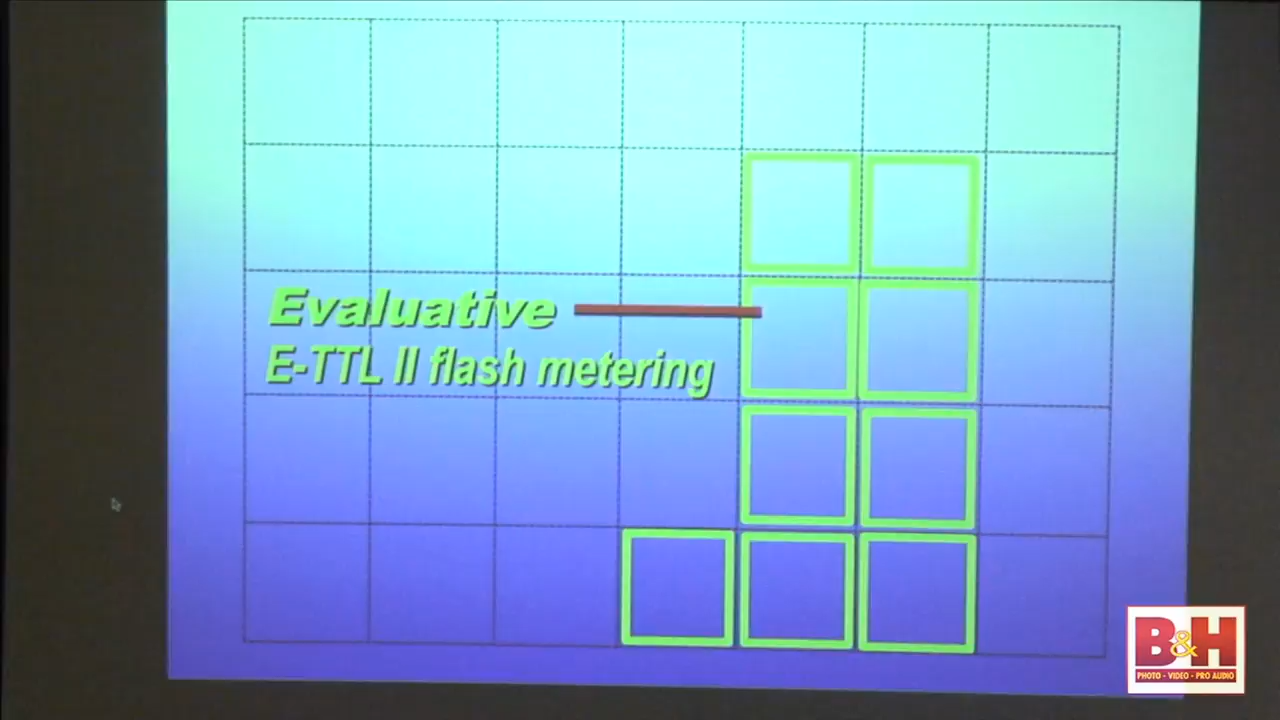 Evaluative
E-TTL II flash metering
B&H
PHOTO - VIDEO - PRO AUDIO